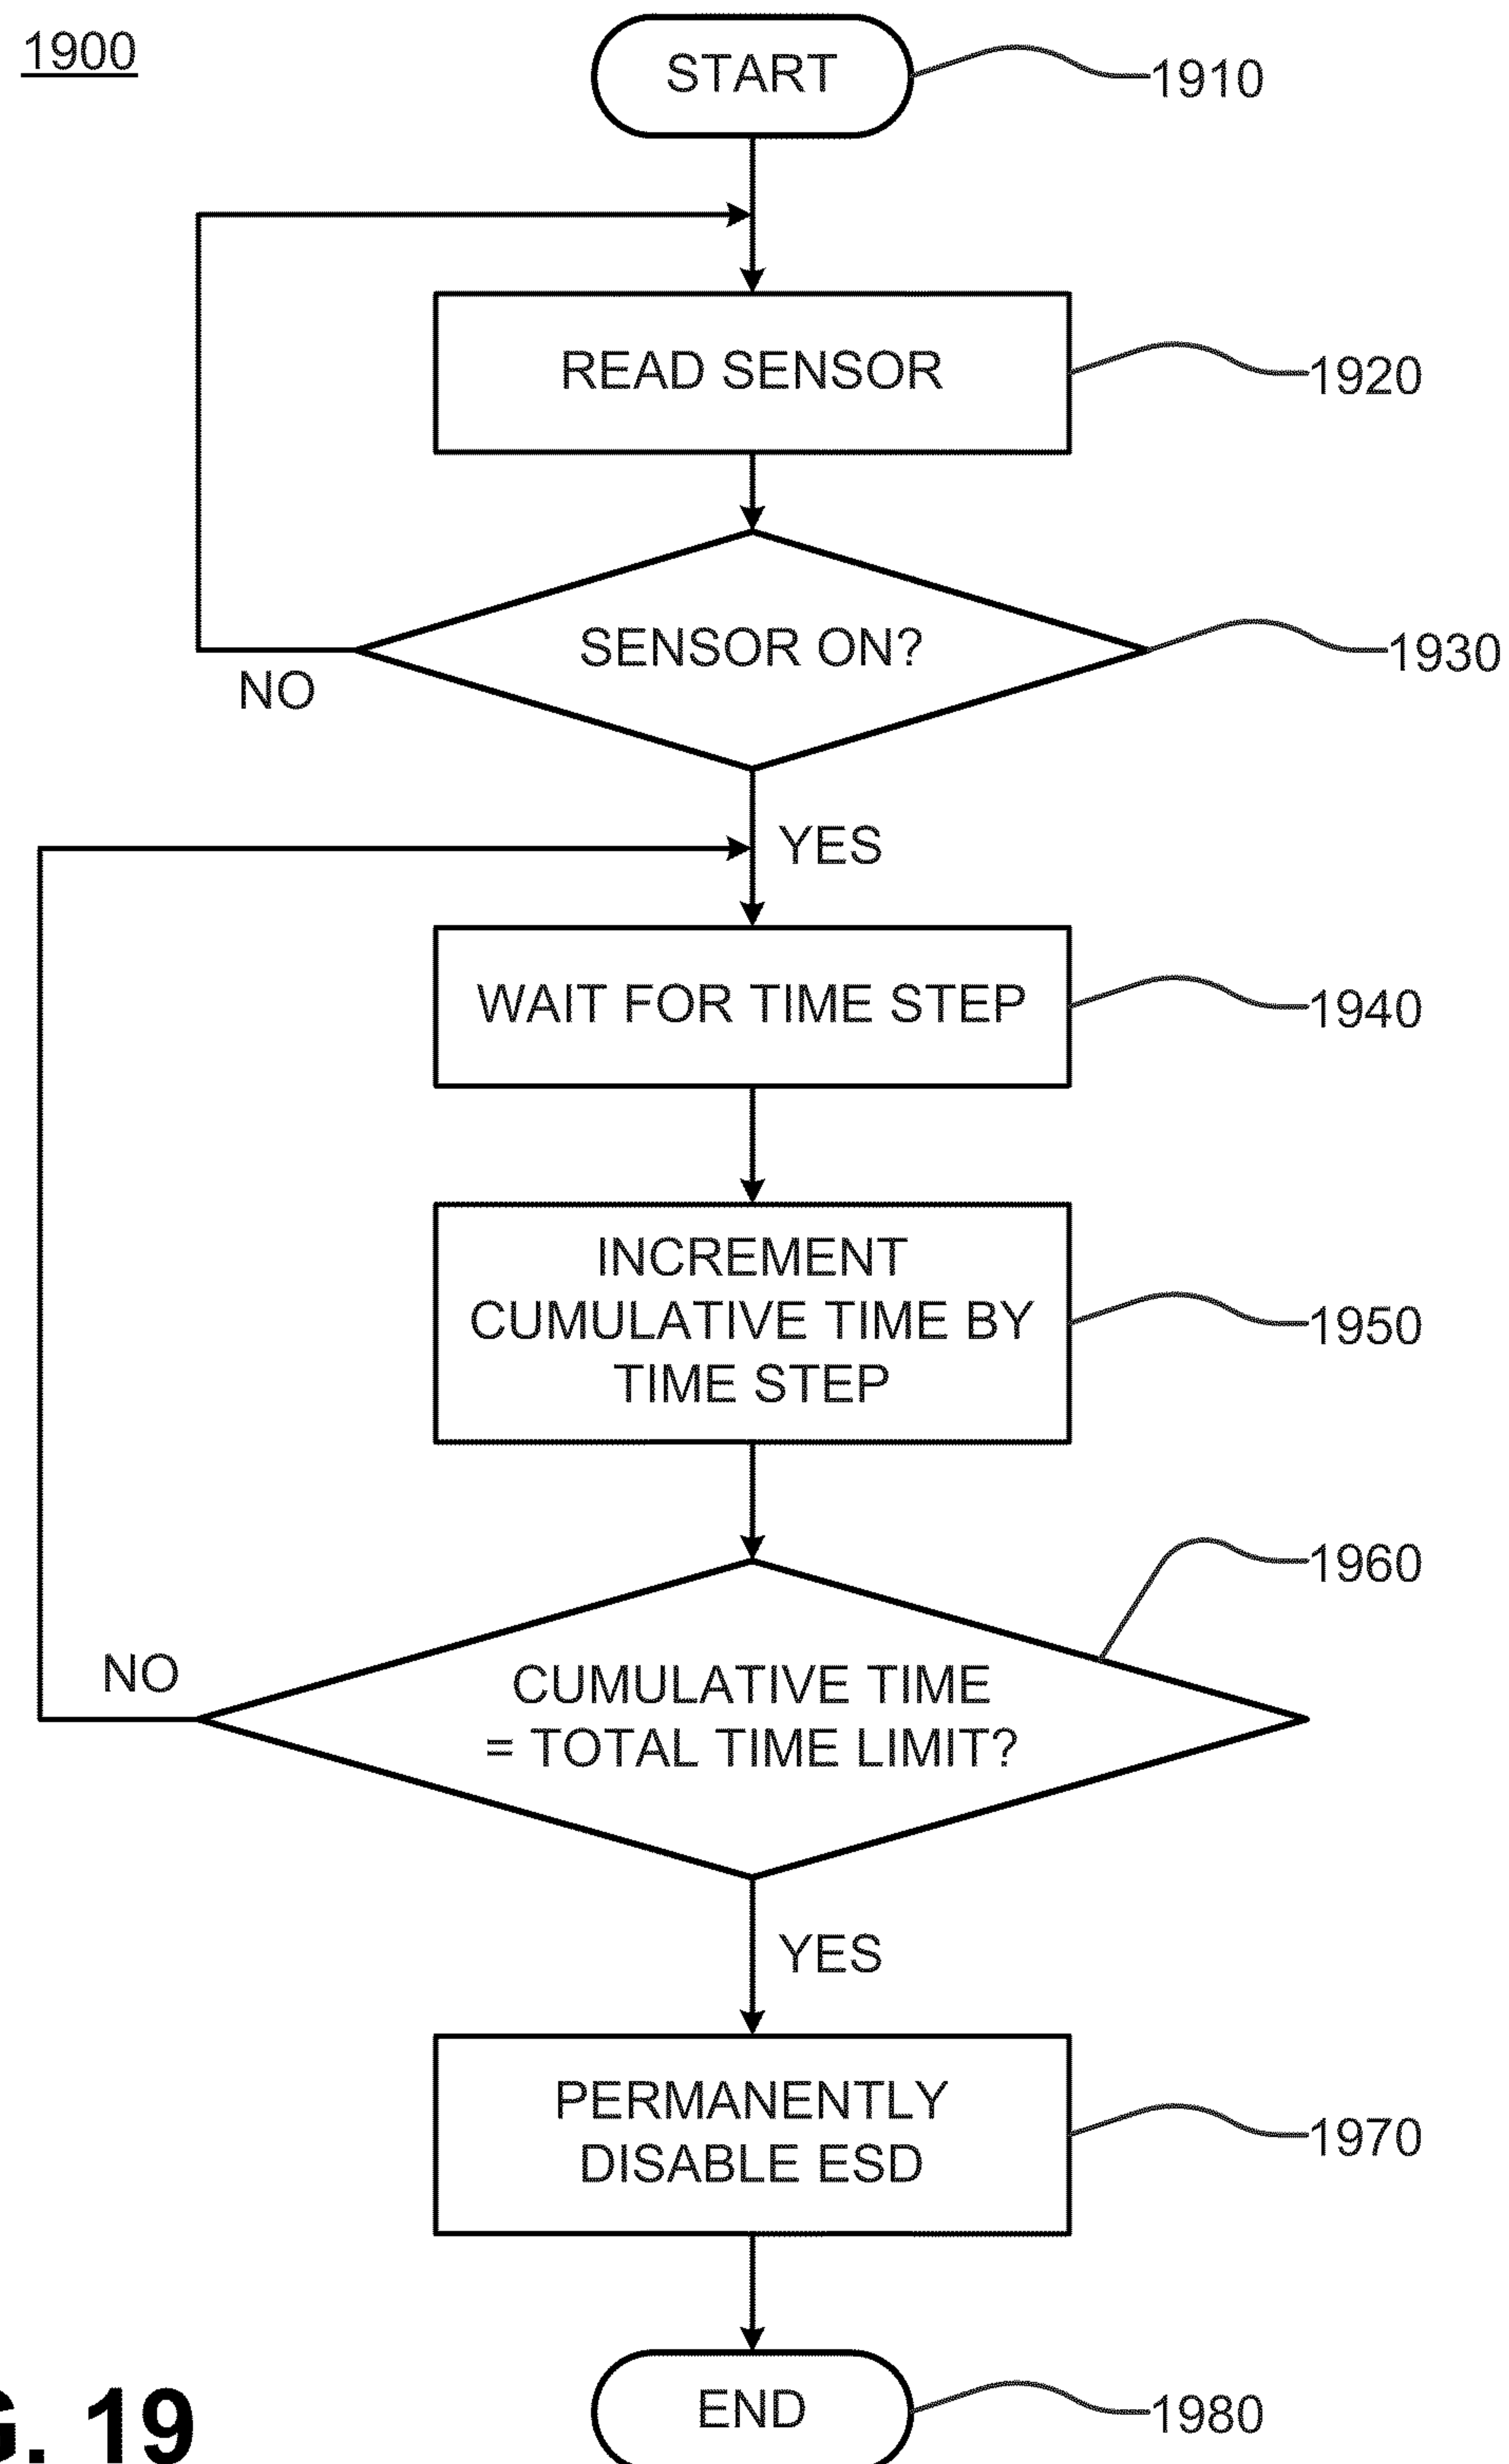 1900
START
1910
READ SENSOR
1920
SENSOR ON?
1930
NO
YES
WAIT FOR TIME STEP
1940
INCREMENT
CUMULATIVE TIME BY
TIME STEP
1950
1960
NO
CUMULATIVE TIME
= TOTAL TIME LIMIT?
YES
PERMANENTLY
DISABLE ESD
1970
END
1980
G. 19